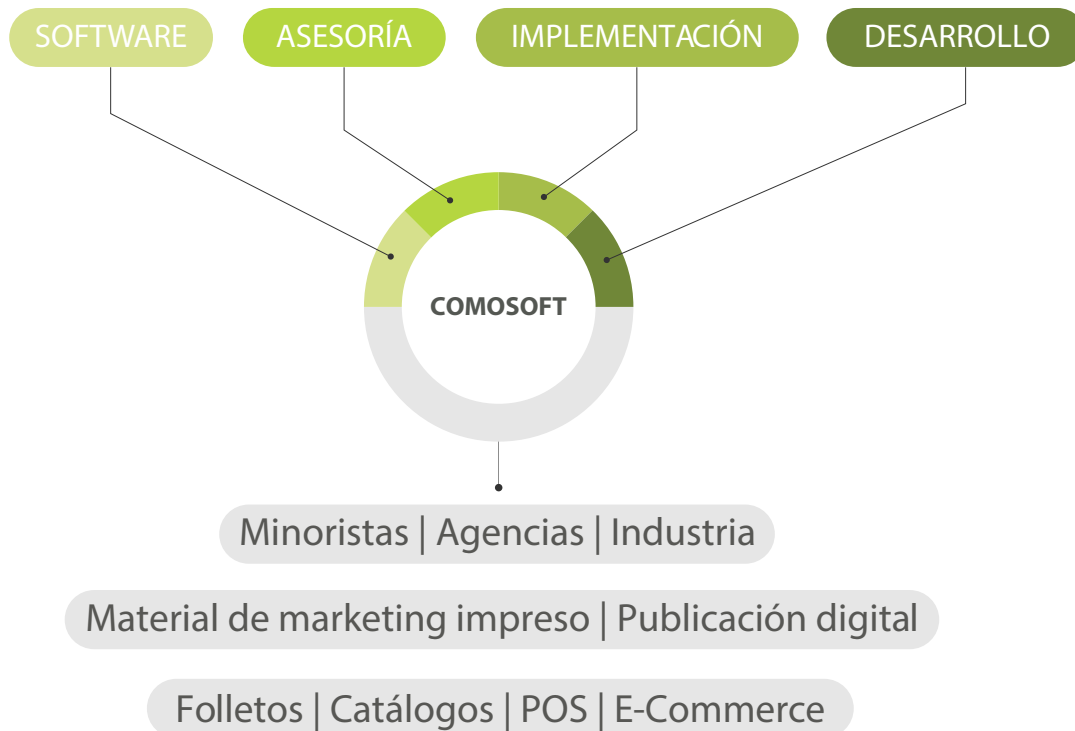 SOFTWARE
ASESORÍA
IMPLEMENTACIÓN
DESARROLLO
COMOSOFT
Minoristas | Agencias | Industria
Material de marketing impreso | Publicación digital
Folletos | Catálogos | POS | E-Commerce